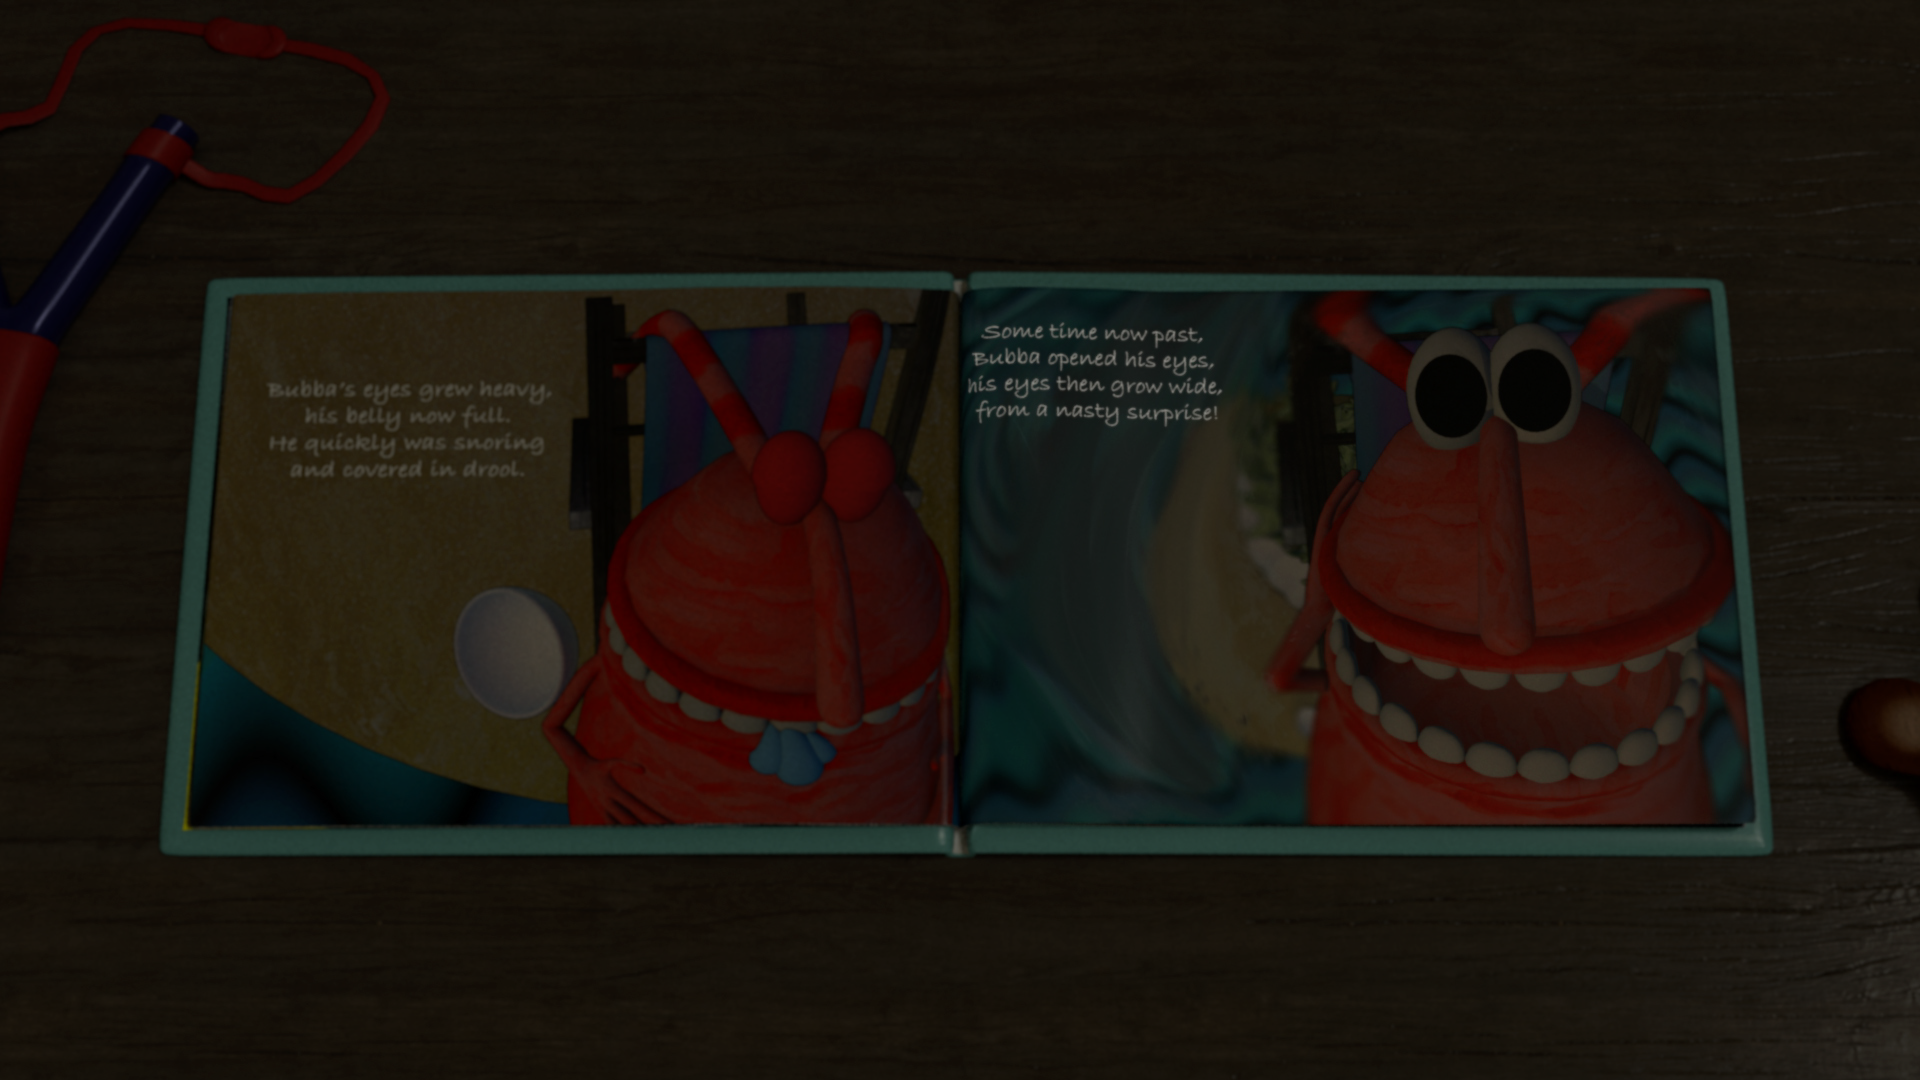 Bubba's eyes grew heavy,
his belly now full.
He quickly was snoring
and covered in drool.
Some time now past,
Bubba opened his eyes,
his eyes then grow wide,
from a nasty surprise!